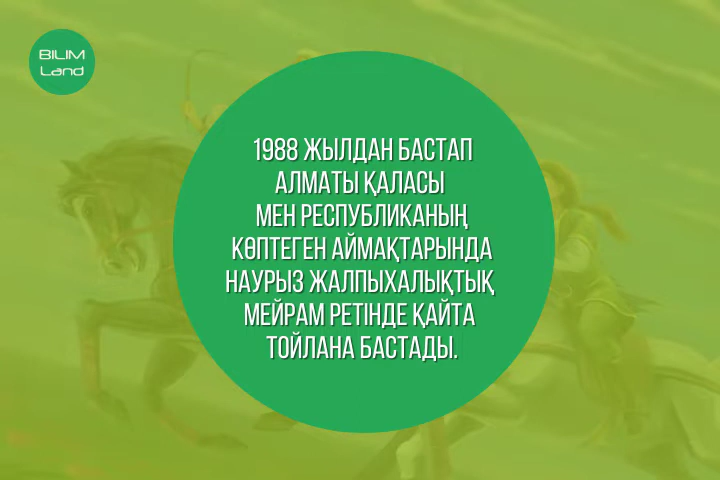 BILIM
Land
1988 ЖЫЛДАН БАСТАП
АЛМАТЫ ҚАЛАСЫ
МЕН РЕСПУБЛИКАНЫҢ
КӨПТЕГЕН АЙМАҚТАРЫНДА
НАУРЫЗ ЖАЛПЫХАЛЫҚТЫҚ
МЕЙРАМ РЕТІНДЕ ҚАЙТА
ТОЙЛАНА БАСТАДЫ.